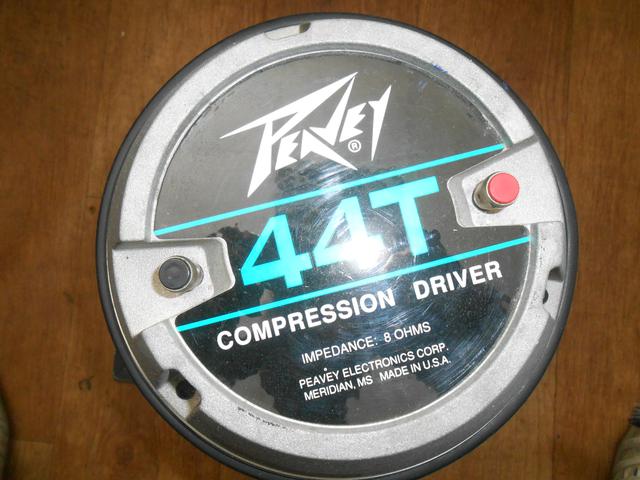 PEAVEY®
44T
COMPRESSION DRIVER
IMPEDANCE: 8 OHMS
PEAVEY ELECTRONICS CORP.
MERIDIAN, MS MADE IN U.S.A.